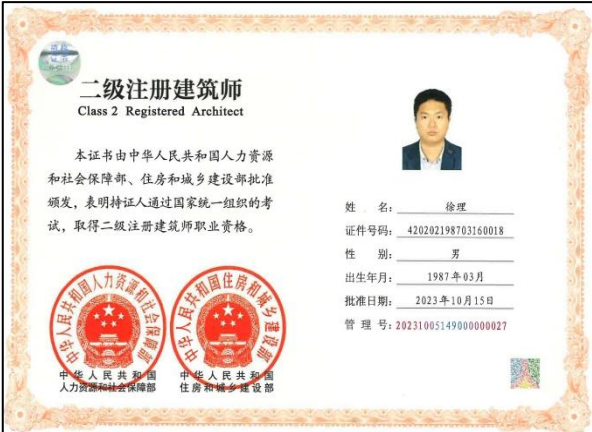 二级注册建筑师
Class 2 Registered Architect
本证书由中华人民共和国人力资源
和社会保障部、住房和城乡建设部批准
颁发，表明持证人通过国家统一组织的考
试，取得二级注册建筑师职业资格。
中华人民共和国人力资源和社会保障部
中华人民共和国住房和城乡建设部
中华人民共和国
人力资源和社会保障部
中华人民共和国
住房和城乡建设部
姓 名： 徐理
证件号码： 420202198703160018
性 别： 男
出生年月： 1987年03月
批准日期： 2023年10月15日
管 理 号：20231005149000000027